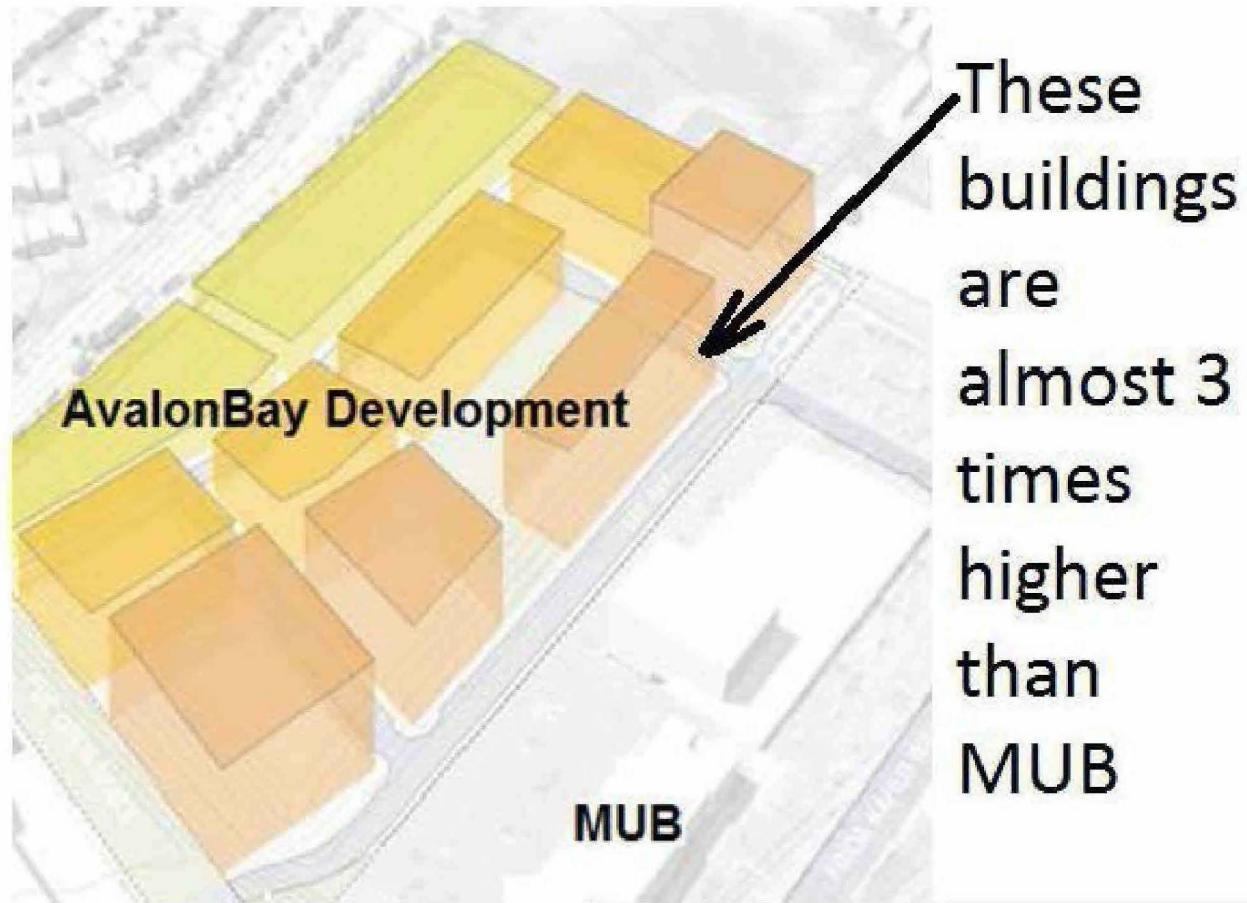 These
buildings
are
almost 3
times
higher
than
MUB
AvalonBay Development
MUB